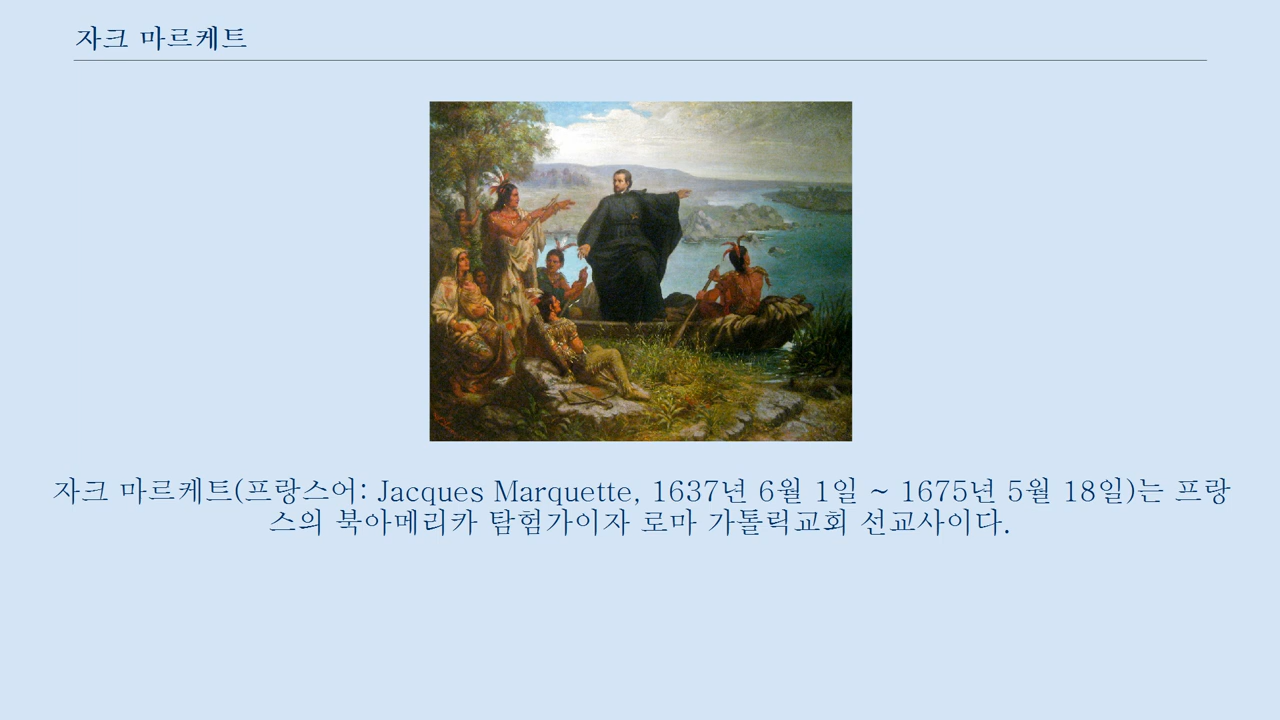 자크 마르케트
자크 마르케트(프랑스어: Jacques Marquette, 1637년 6월 1일 ~ 1675년 5월 18일)는 프랑
스의 북아메리카 탐험가이자 로마 가톨릭교회 선교사이다.